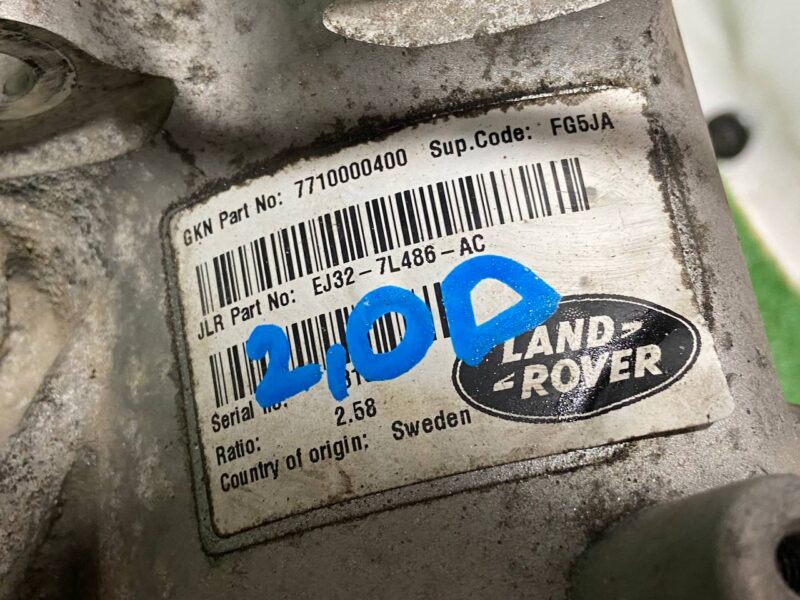 GKN Part No: 7710000400 Sup.Code: FG5JA
JLR Part No: EJ32-7L486-AC
2,0D
Serial
Ratio: 2.58
Country of origin: Sweden
LAND
ROVER